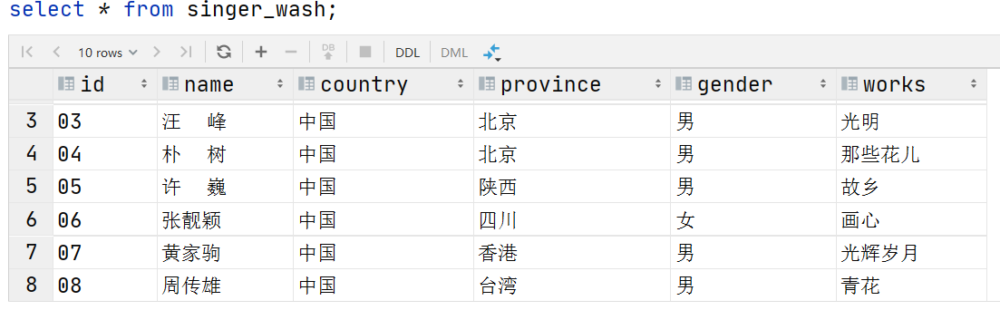 select * from singer_wash;
10 rows DB DDL DML
id name country province gender works
3 03 汪  峰 中国 北京 男 光明
4 04 朴  树 中国 北京 男 那些花儿
5 05 许  巍 中国 陕西 男 故乡
6 06 张靓颖 中国 四川 女 画心
7 07 黄家驹 中国 香港 男 光辉岁月
8 08 周传雄 中国 台湾 男 青花